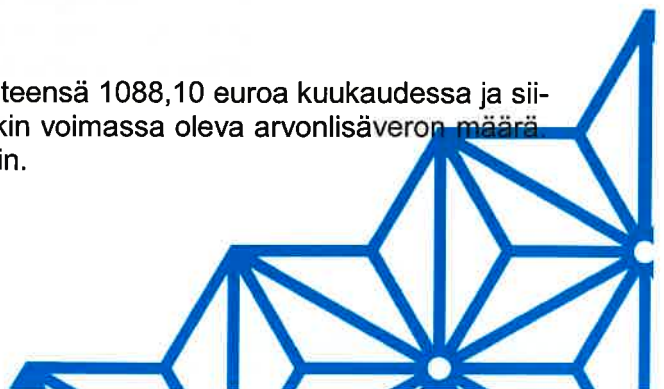 teensä 1088,10 euroa kuukaudessa ja sii-
kin voimassa oleva arvonlisäveron määrä.
in.